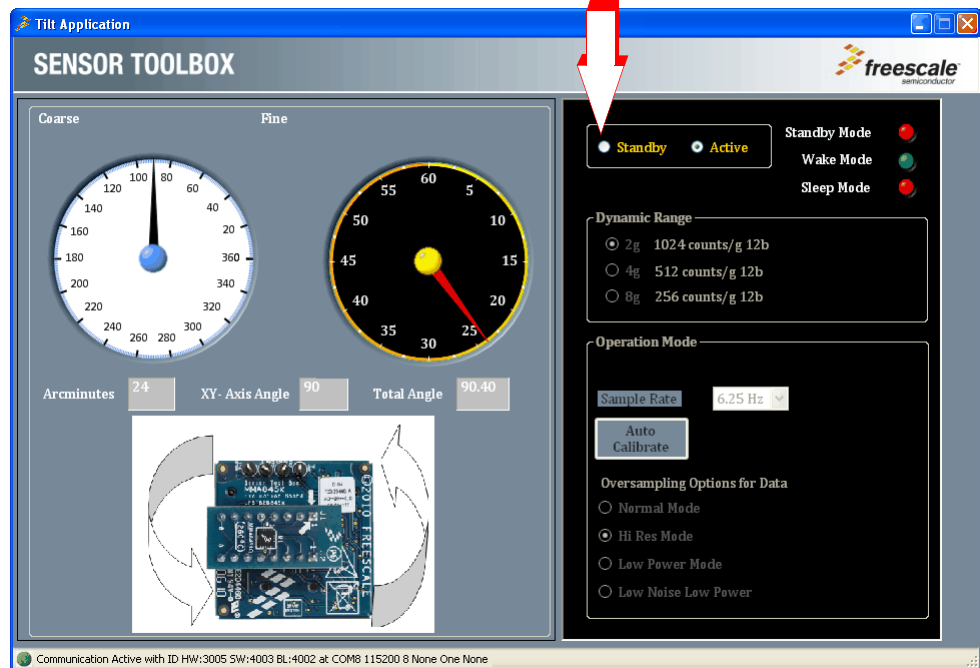 Tilt Application
SENSOR TOOLBOX
freescale
semiconductor
Coarse
Fine
20
40
60
80
100
120
140
160
180
200
220
240
260
280
300
320
340
360
60
5
10
15
20
25
30
35
40
45
50
55
Arcminutes 24
XY- Axis Angle 90
Total Angle 90.40
©2010 FREESCALE
Standby
Active
Standby Mode
Wake Mode
Sleep Mode
Dynamic Range
2g 1024 counts/g 12b
4g 512 counts/g 12b
8g 256 counts/g 12b
Operation Mode
Sample Rate
6.25 Hz
Auto
Calibrate
Oversampling Options for Data
Normal Mode
Hi Res Mode
Low Power Mode
Low Noise Low Power
Communication Active with ID HW:3005 SW:4003 BL:4002 at COM8 115200 8 None One None